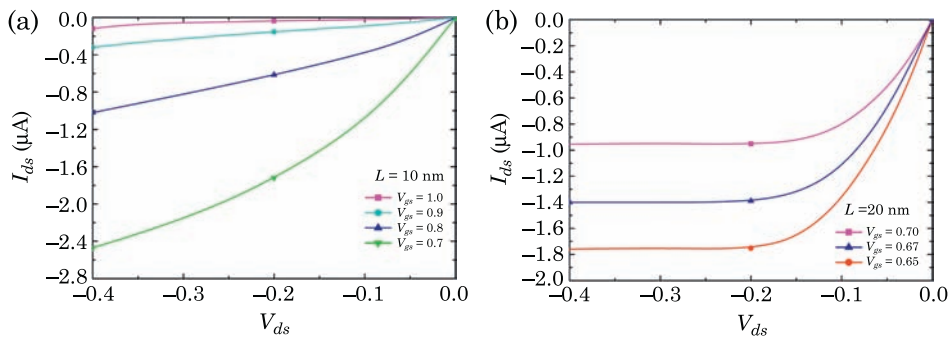 (a)
0.0
−0.4
−0.8
−1.2
−1.6
−2.0
−2.4
−2.8
I_ds (μA)
L = 10 nm
V_gs = 1.0
V_gs = 0.9
V_gs = 0.8
V_gs = 0.7
−0.4 −0.3 −0.2 −0.1 0.0
V_ds
(b)
0.0
−0.2
−0.4
−0.6
−0.8
−1.0
−1.2
−1.4
−1.6
−1.8
−2.0
I_ds (μA)
L =20 nm
V_gs = 0.70
V_gs = 0.67
V_gs = 0.65
−0.4 −0.3 −0.2 −0.1 0.0
V_ds